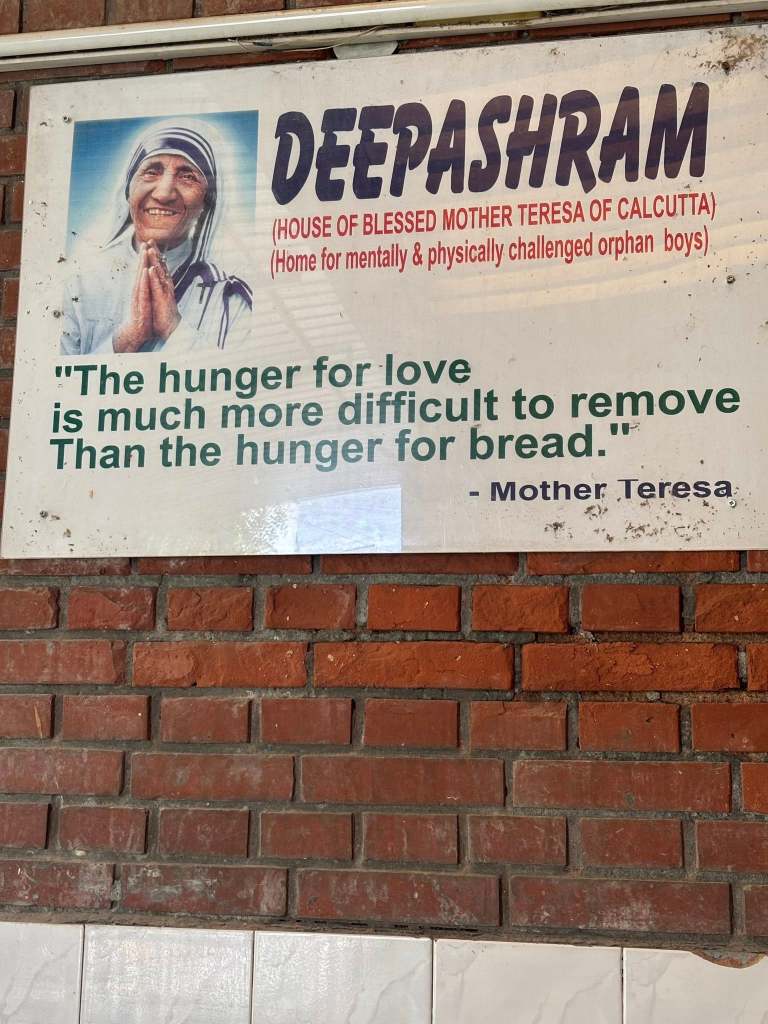 DEEPASHRAM
(HOUSE OF BLESSED MOTHER TERESA OF CALCUTTA)
(Home for mentally & physically challenged orphan boys)
"The hunger for love
is much more difficult to remove
Than the hunger for bread."
- Mother Teresa